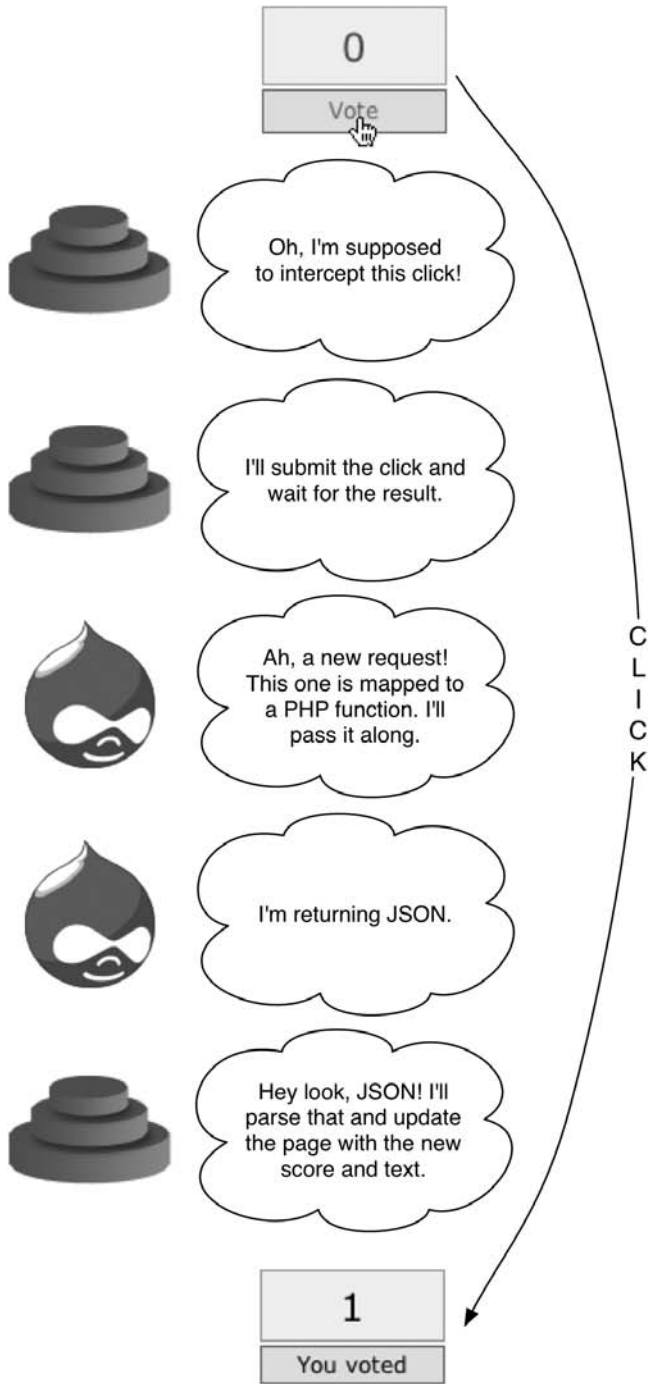 0
Vote
Oh, I'm supposed
to intercept this click!
I'll submit the click and
wait for the result.
Ah, a new request!
This one is mapped to
a PHP function. I'll
pass it along.
C
L
I
C
K
I'm returning JSON.
Hey look, JSON! I'll
parse that and update
the page with the new
score and text.
1
You voted